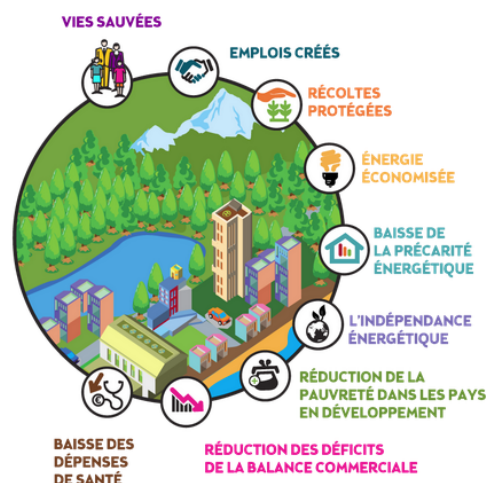 VIES SAUVÉES
EMPLOIS CRÉÉS
RÉCOLTES
PROTÉGÉES
ÉNERGIE
ÉCONOMISÉE
BAISSE DE
LA PRÉCARITÉ
ÉNERGÉTIQUE
L'INDÉPENDANCE
ÉNERGÉTIQUE
RÉDUCTION DE LA
PAUVRETÉ DANS LES PAYS
EN DÉVELOPPEMENT
RÉDUCTION DES DÉFICITS
DE LA BALANCE COMMERCIALE
BAISSE DES
DÉPENSES
DE SANTÉ